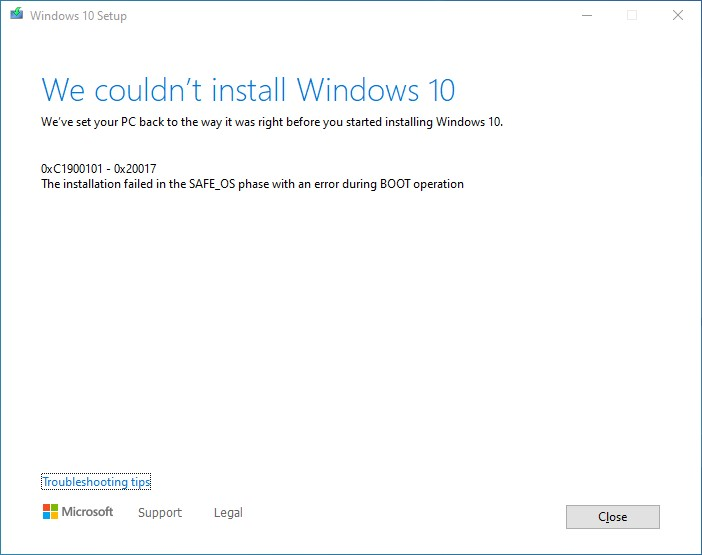 Windows 10 Setup
We couldn’t install Windows 10
We’ve set your PC back to the way it was right before you started installing Windows 10.
0xC1900101 - 0x20017
The installation failed in the SAFE_OS phase with an error during BOOT operation
Troubleshooting tips
Microsoft Support Legal Close